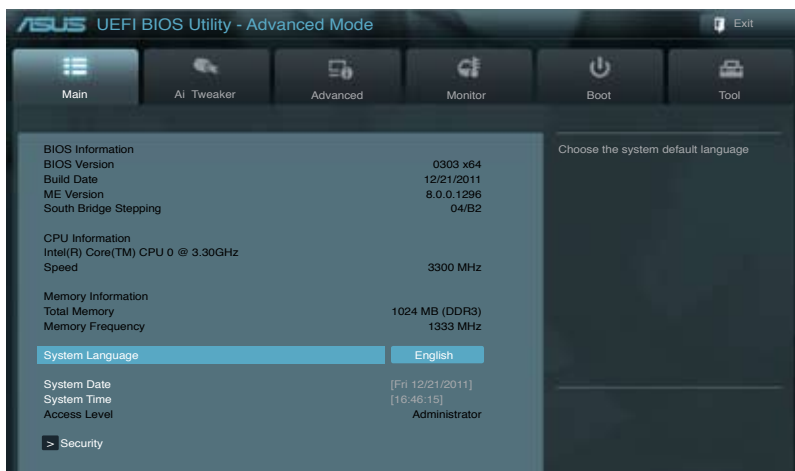 ASUS UEFI BIOS Utility - Advanced Mode
Exit
Main
Ai Tweaker
Advanced
Monitor
Boot
Tool
BIOS Information
BIOS Version 0303 x64
Build Date 12/21/2011
ME Version 8.0.0.1296
South Bridge Stepping 04/B2
CPU Information
Intel(R) Core(TM) CPU 0 @ 3.30GHz
Speed 3300 MHz
Memory Information
Total Memory 1024 MB (DDR3)
Memory Frequency 1333 MHz
System Language English
System Date [Fri 12/21/2011]
System Time [16:46:15]
Access Level Administrator
> Security
Choose the system default language